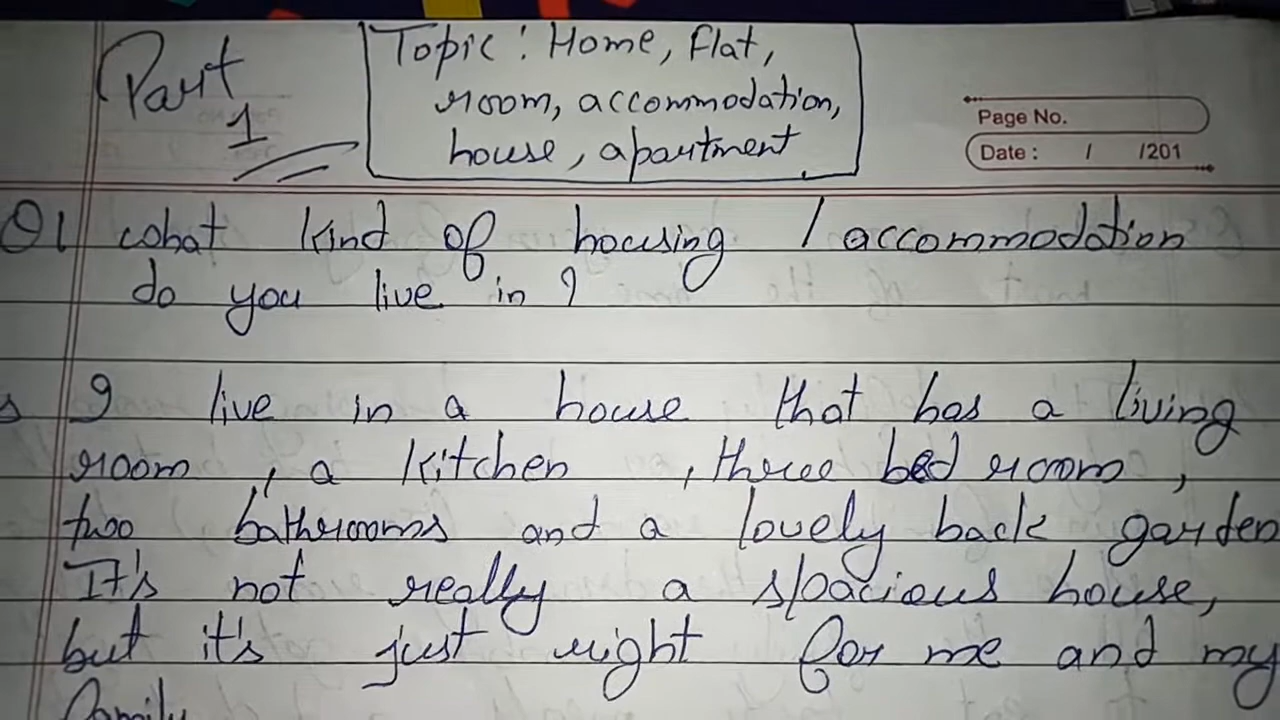 Part
1
Topic : Home, flat,
room, accommodation,
house, apartment
Page No.
Date : / /201
Q1 what kind of housing / accommodation
do you live in ?
s I live in a house that has a living
room , a kitchen , three bed room ,
two bathrooms and a lovely back garden
It's not really a spacious house,
but it's just right for me and my
family